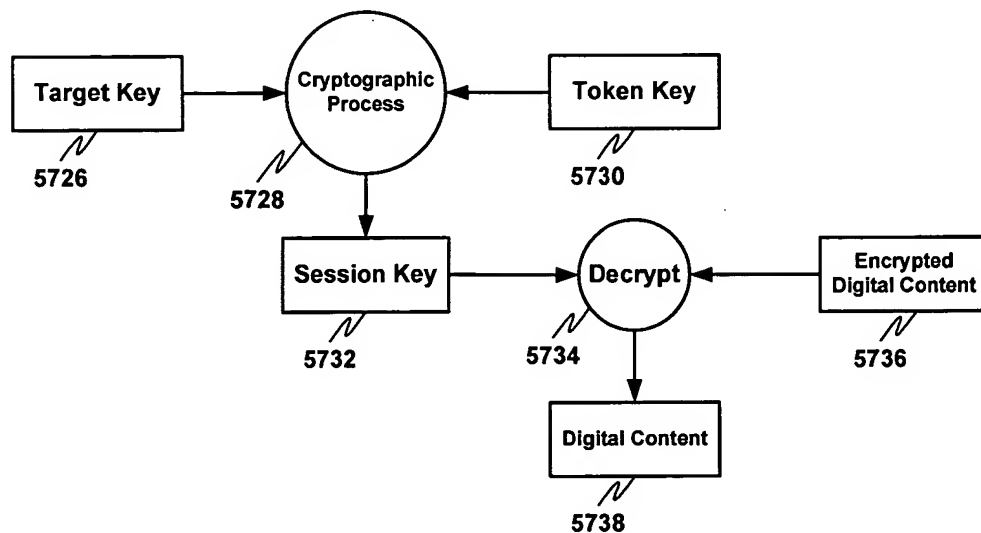 Target Key
Cryptographic
Process
Token Key
5726
5728
5730
Session Key
Decrypt
Encrypted
Digital Content
5732
5734
5736
Digital Content
5738